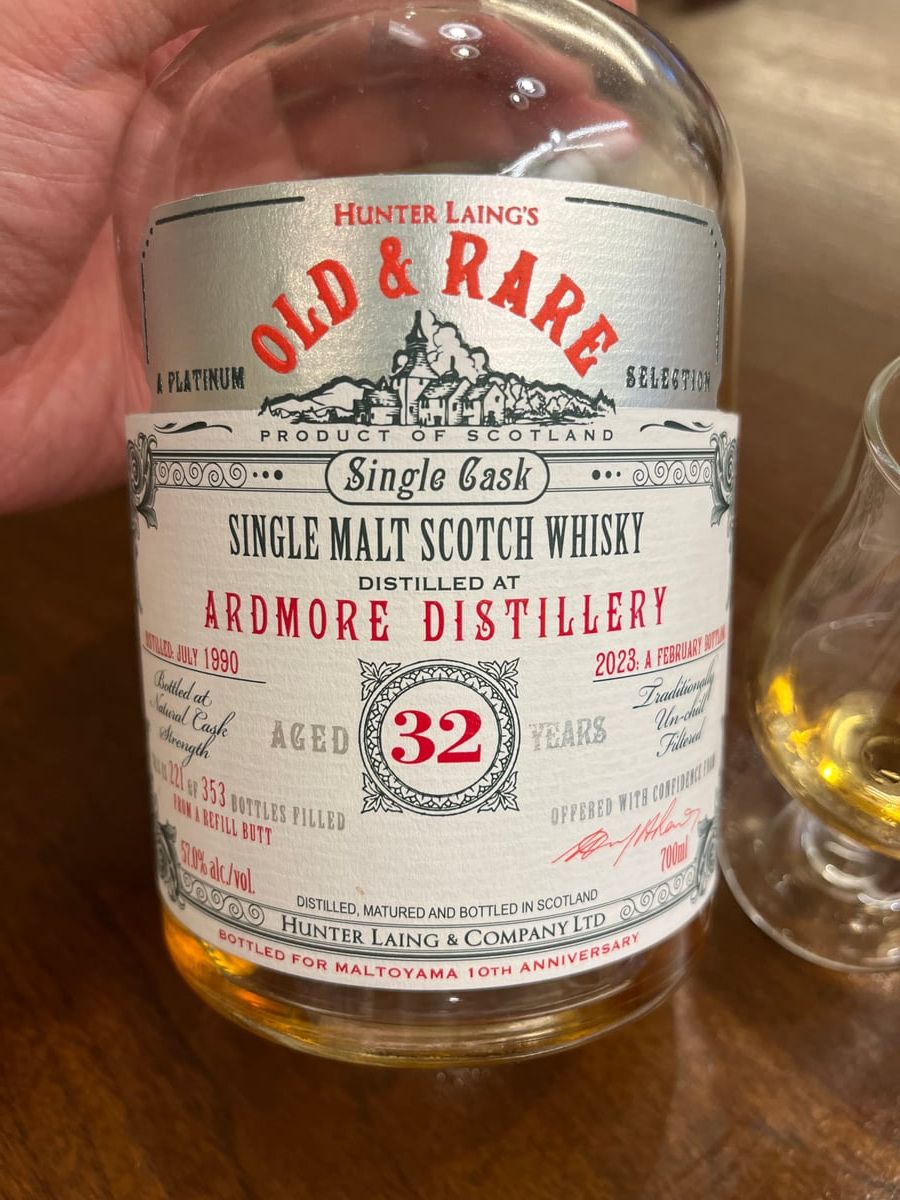 HUNTER LAING'S
OLD & RARE
A PLATINUM SELECTION
PRODUCT OF SCOTLAND
Single Cask
SINGLE MALT SCOTCH WHISKY
DISTILLED AT
ARDMORE DISTILLERY
DISTILLED: JULY 1990
2023: A FEBRUARY BOTTLING
Bottled at
Natural Cask
Strength
AGED 32 YEARS
Traditionally
Un-chill
Filtered
221 OF 353 BOTTLES FILLED
FROM A REFILL BUTT
57.0% alc./vol.
OFFERED WITH CONFIDENCE FROM
700ml
DISTILLED, MATURED AND BOTTLED IN SCOTLAND
HUNTER LAING & COMPANY LTD
BOTTLED FOR MALTOYAMA 10TH ANNIVERSARY